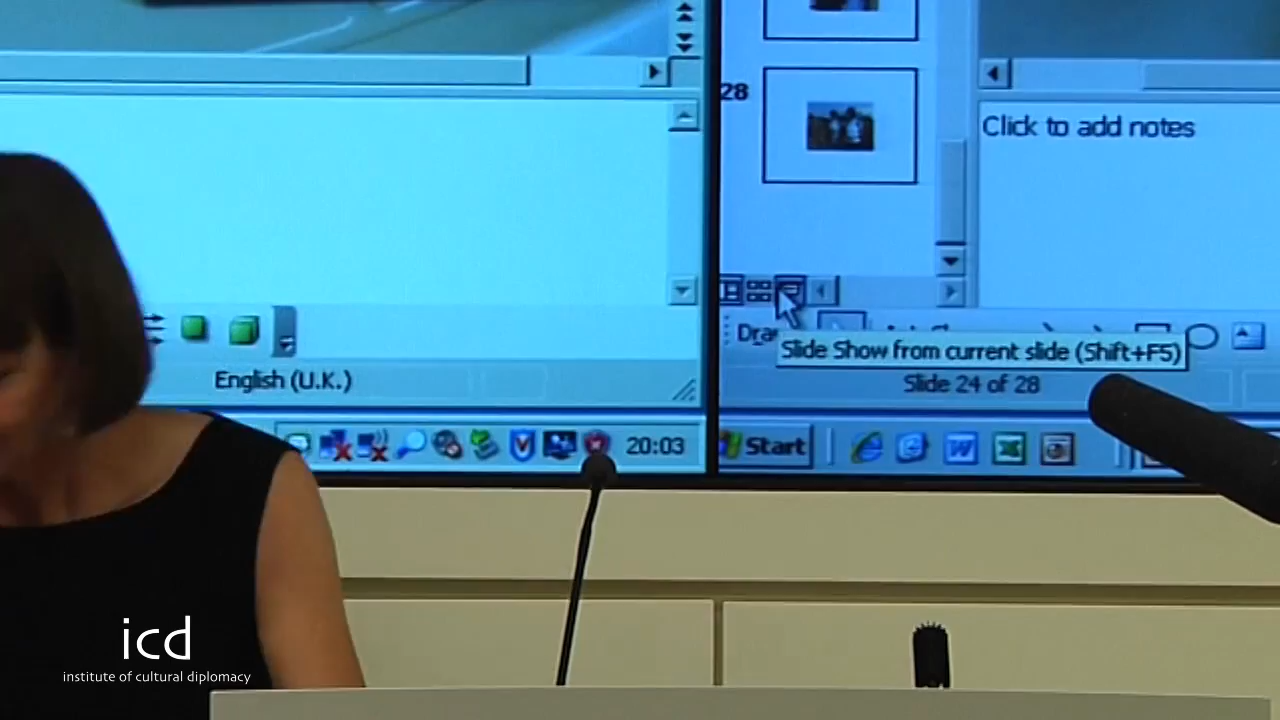 28
Click to add notes
Slide Show from current slide (Shift+F5)
English (U.K.)
Slide 24 of 28
20:03
Start
icd
institute of cultural diplomacy